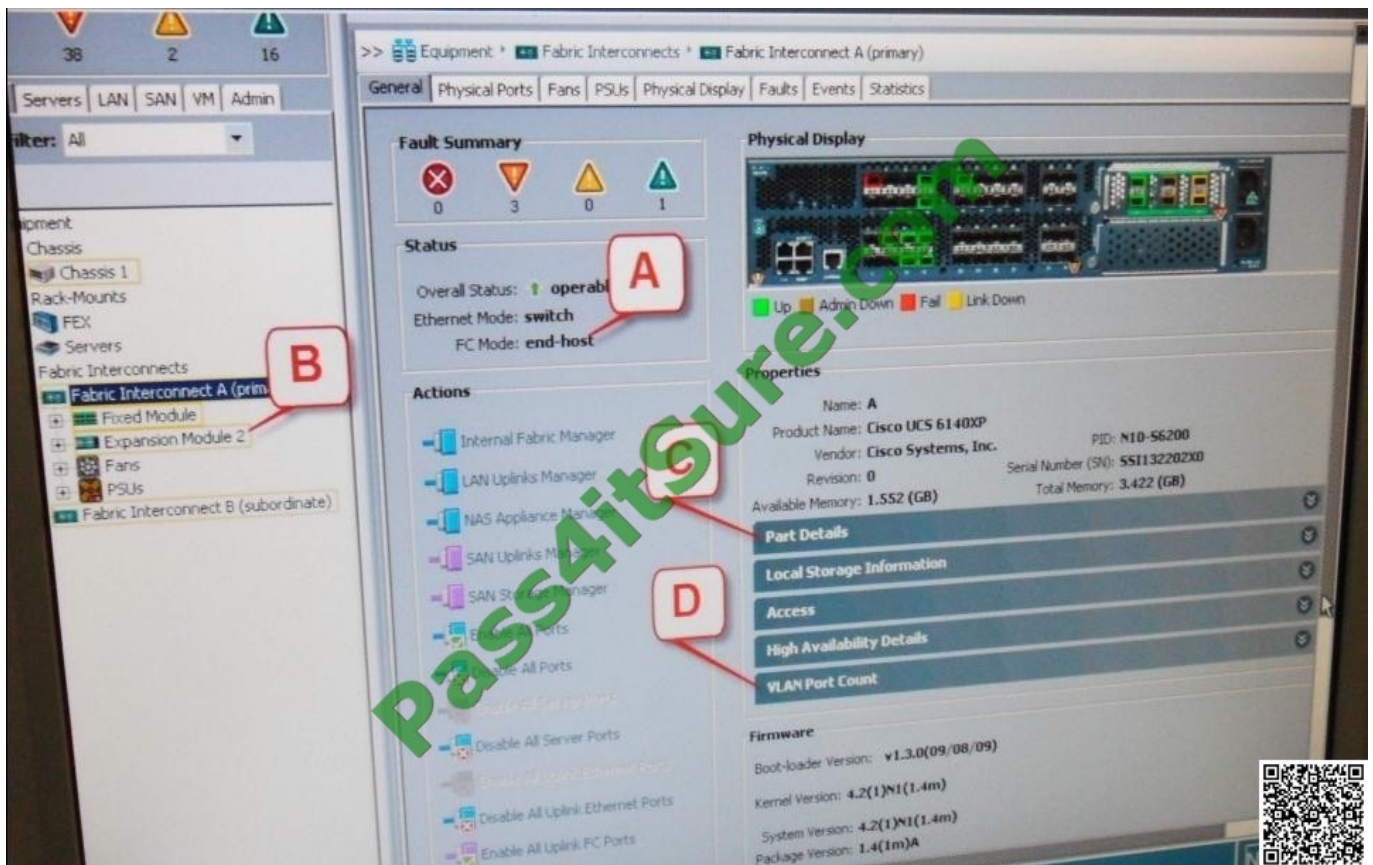 38 2 16
Servers LAN SAN VM Admin
Filter: All
Equipment
Chassis
Chassis 1
Rack-Mounts
FEX
Servers
Fabric Interconnects
Fabric Interconnect A (prim
Fixed Module
Expansion Module 2
Fans
PSUs
Fabric Interconnect B (subordinate)
B
>> Equipment Fabric Interconnects Fabric Interconnect A (primary)
General Physical Ports Fans PSUs Physical Display Faults Events Statistics
Fault Summary
0 3 0 1
Status
Overall Status: operabl
Ethernet Mode: switch
FC Mode: end-host
A
Actions
Internal Fabric Manager
LAN Uplinks Manager
NAS Appliance Manager
SAN Uplinks Manager
SAN Storage Manager
Enable All Ports
Disable All Ports
Disable All Server Ports
Disable All Uplink Ethernet Ports
Enable All Uplink FC Ports
Physical Display
Up Admin Down Fail Link Down
Properties
Name: A
Product Name: Cisco UCS 6140XP
Vendor: Cisco Systems, Inc. PID: N10-S6200
Revision: 0 Serial Number (SN): SSI132202X0
Available Memory: 1.552 (GB) Total Memory: 3.422 (GB)
C
Part Details
Local Storage Information
Access
High Availability Details
VLAN Port Count
D
Firmware
Boot-loader Version: v1.3.0(09/08/09)
Kernel Version: 4.2(1)N1(1.4m)
System Version: 4.2(1)N1(1.4m)
Package Version: 1.4(1m)A
Pass4itSure.com